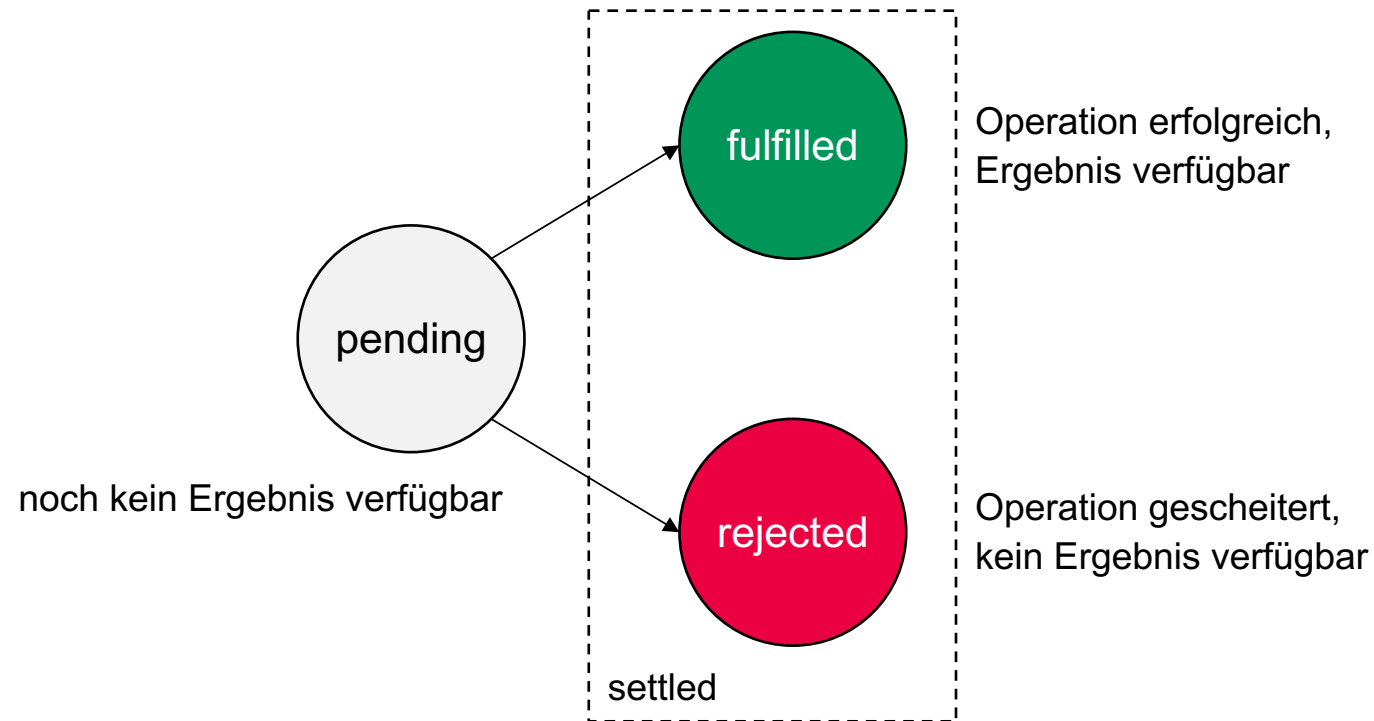 fulfilled
Operation erfolgreich,
Ergebnis verfügbar
pending
noch kein Ergebnis verfügbar
rejected
Operation gescheitert,
kein Ergebnis verfügbar
settled